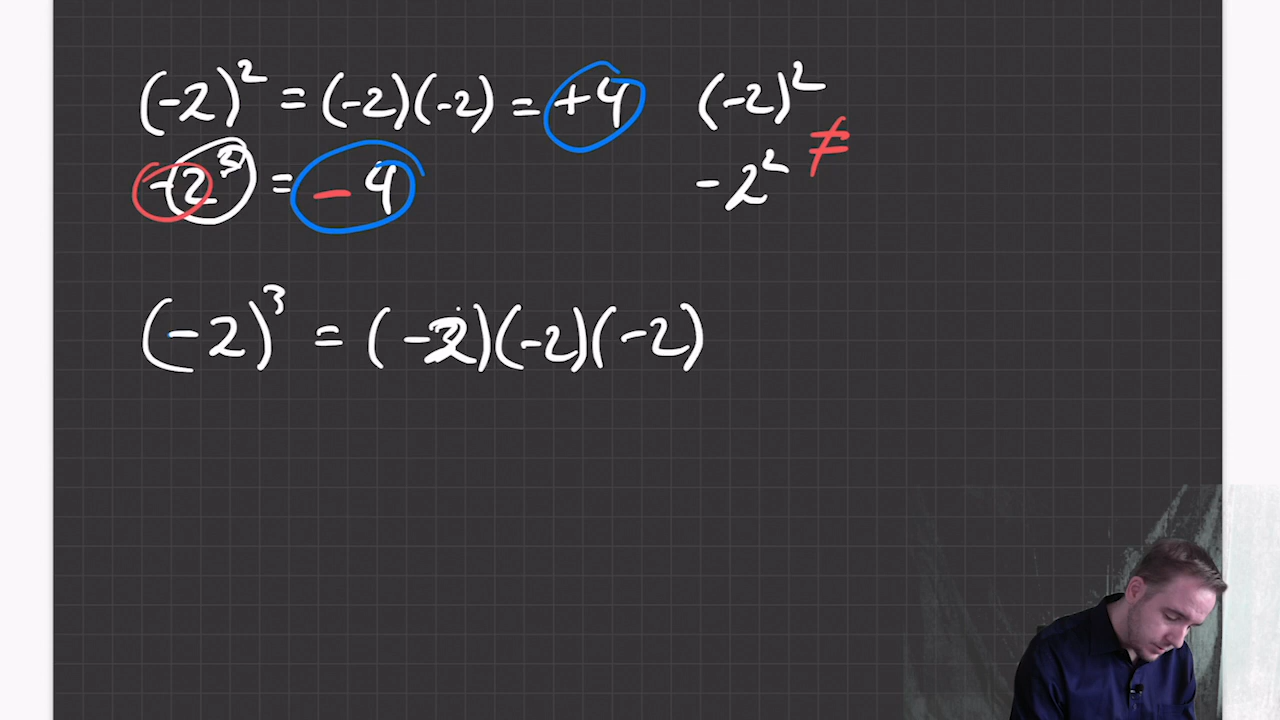 (-2)² = (-2)(-2) = +4
-2² = -4
(-2)²
≠
-2²
(-2)³ = (-2)(-2)(-2)